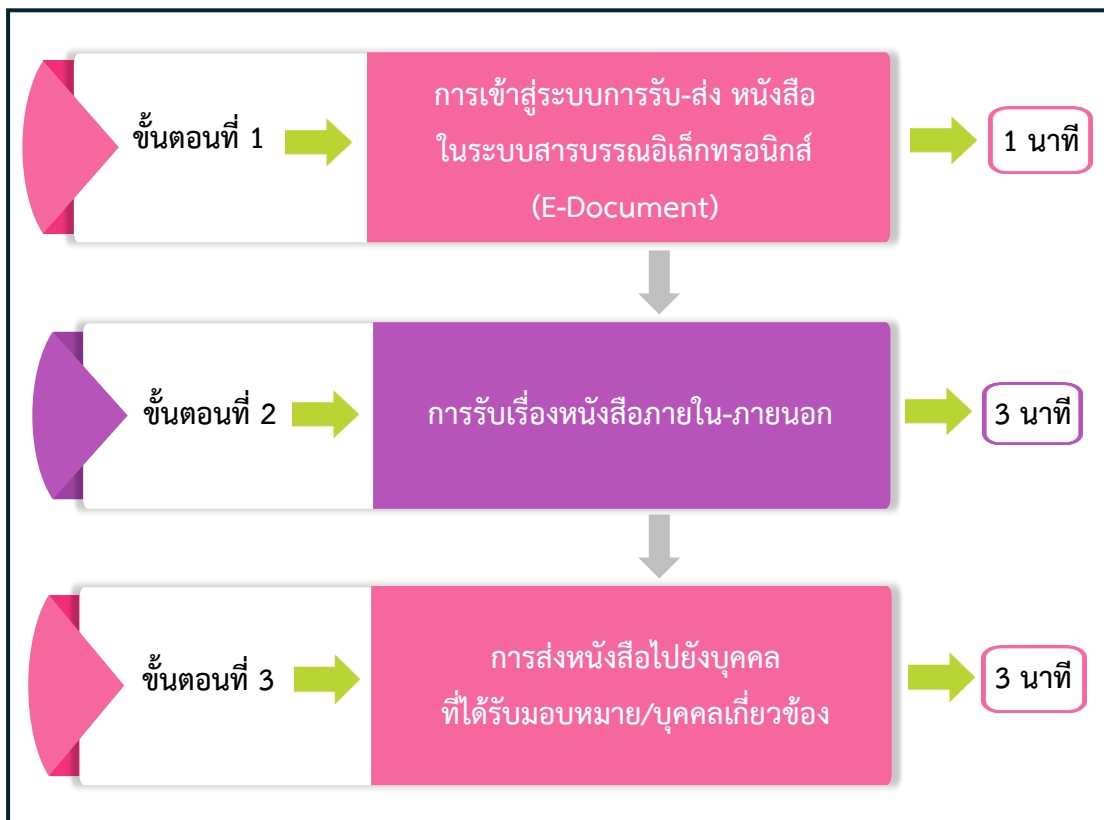 ขั้นตอนที่ 1
การเข้าสู่ระบบการรับ-ส่ง หนังสือ
ในระบบสารบรรณอิเล็กทรอนิกส์
(E-Document)
1 นาที
ขั้นตอนที่ 2
การรับเรื่องหนังสือภายใน-ภายนอก
3 นาที
ขั้นตอนที่ 3
การส่งหนังสือไปยังบุคคล
ที่ได้รับมอบหมาย/บุคคลเกี่ยวข้อง
3 นาที